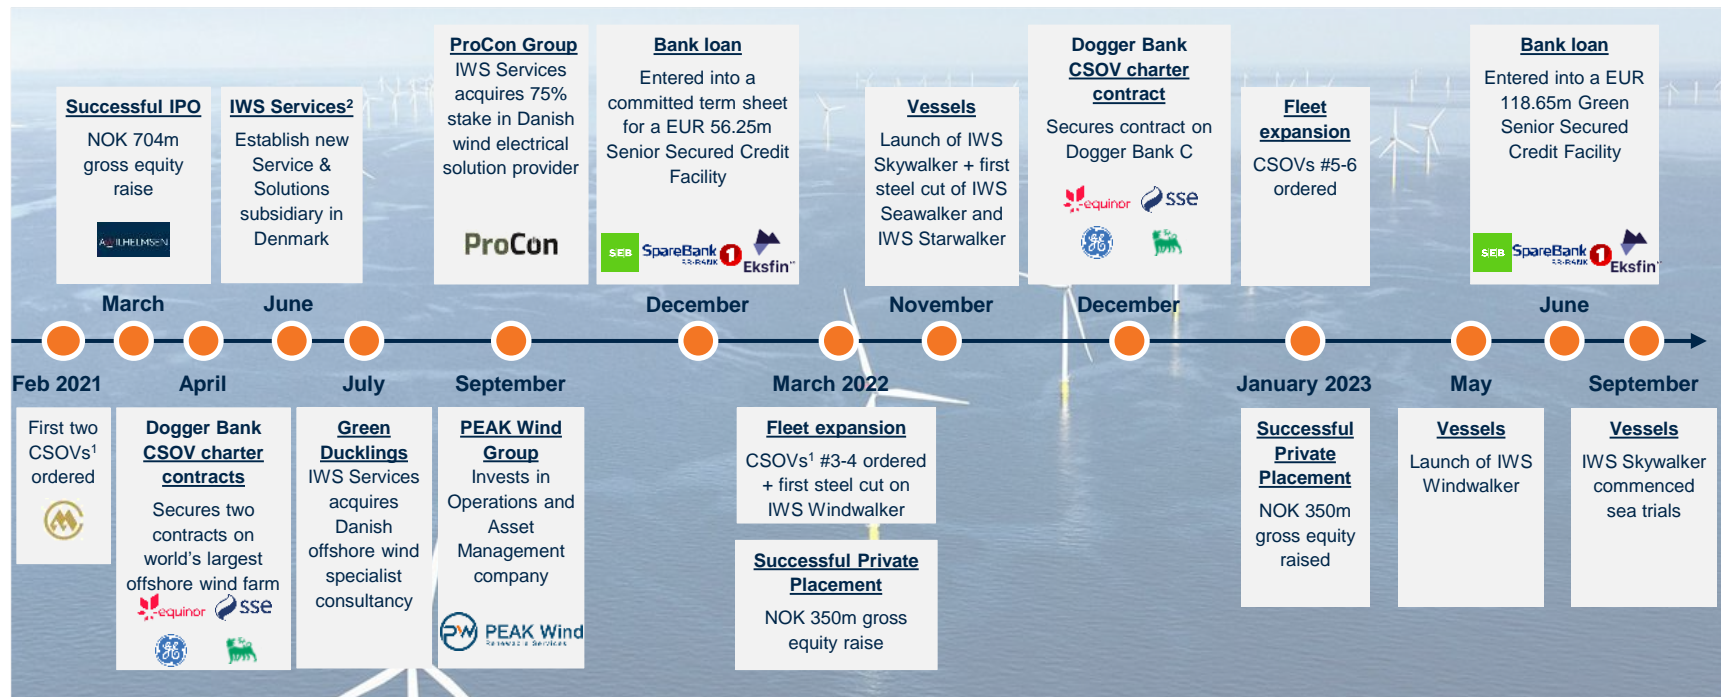 Successful IPO
NOK 704m
gross equity
raise
AWILHELMSEN
March
IWS Services²
Establish new
Service &
Solutions
subsidiary in
Denmark
June
ProCon Group
IWS Services
acquires 75%
stake in Danish
wind electrical
solution provider
ProCon
Bank loan
Entered into a
committed term sheet
for a EUR 56.25m
Senior Secured Credit
Facility
SEB
SpareBank 1
SR-BANK
Eksfin
December
Vessels
Launch of IWS
Skywalker + first
steel cut of IWS
Seawalker and
IWS Starwalker
November
Dogger Bank
CSOV charter
contract
Secures contract on
Dogger Bank C
equinor
sse
GE
December
Fleet
expansion
CSOVs #5-6
ordered
Bank loan
Entered into a EUR
118.65m Green
Senior Secured
Credit Facility
SEB
SpareBank 1
SR-BANK
Eksfin
June
Feb 2021
First two
CSOVs¹
ordered
April
Dogger Bank
CSOV charter
contracts
Secures two
contracts on
world's largest
offshore wind farm
equinor
sse
GE
July
Green
Ducklings
IWS Services
acquires
Danish
offshore wind
specialist
consultancy
September
PEAK Wind
Group
Invests in
Operations and
Asset
Management
company
PW PEAK Wind
Renewable Services
March 2022
Fleet expansion
CSOVs¹ #3-4 ordered
+ first steel cut on
IWS Windwalker
Successful Private
Placement
NOK 350m gross
equity raise
January 2023
Successful
Private
Placement
NOK 350m
gross equity
raised
May
Vessels
Launch of IWS
Windwalker
September
Vessels
IWS Skywalker
commenced
sea trials